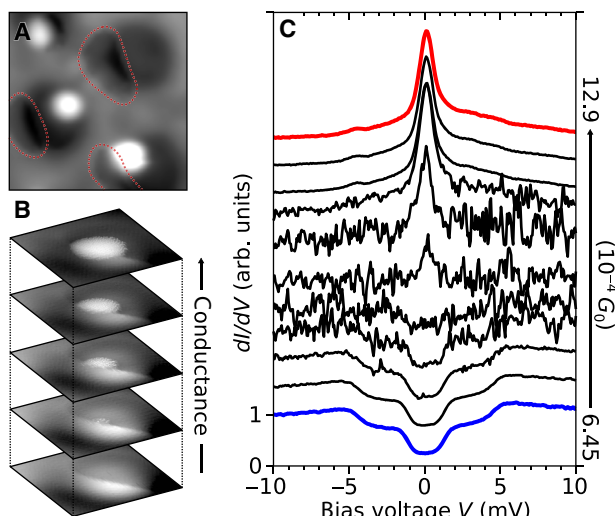 A
B
Conductance
C
dI/dV (arb. units)
1
0
−10
−5
0
5
10
Bias voltage V (mV)
12.9
(10⁻⁴ G₀)
6.45